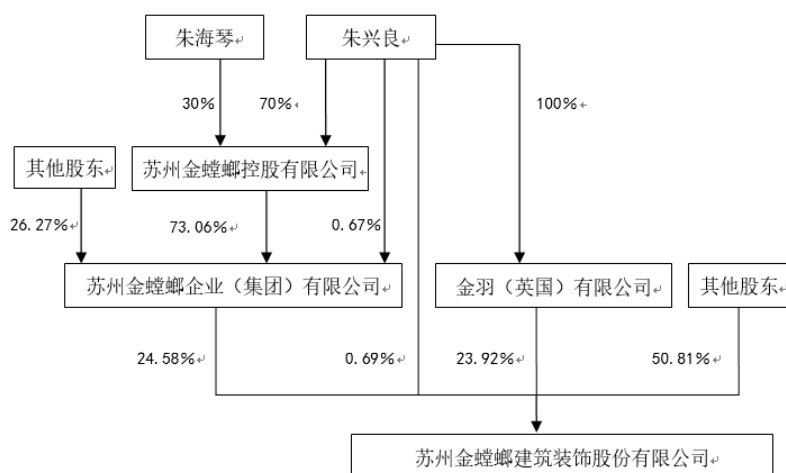 朱海琴
朱兴良
30%
70%
100%
其他股东
苏州金螳螂控股有限公司
26.27%
73.06%
0.67%
苏州金螳螂企业（集团）有限公司
金羽（英国）有限公司
其他股东
24.58%
0.69%
23.92%
50.81%
苏州金螳螂建筑装饰股份有限公司